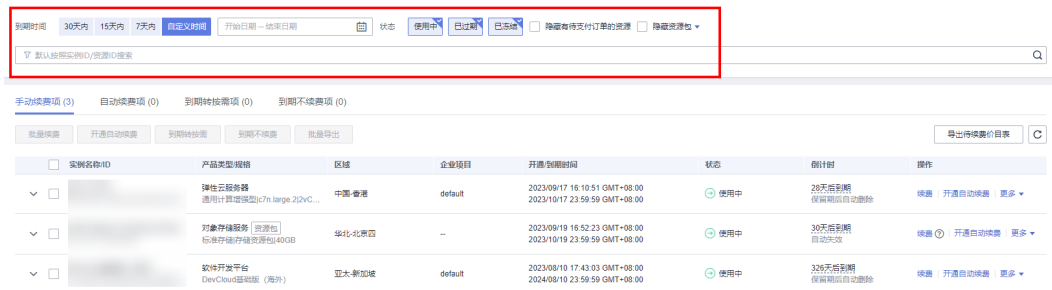 到期时间 30天内 15天内 7天内 自定义时间 开始日期 – 结束日期 状态 使用中 已过期 已冻结 隐藏有待支付订单的资源 隐藏资源包
默认按照实例ID/资源ID搜索
手动续费项 (3) 自动续费项 (0) 到期转按需项 (0) 到期不续费项 (0)
批量续费 开通自动续费 到期转按需 到期不续费 批量导出 导出待续费价目表
实例名称/ID 产品类型/规格 区域 企业项目 开通/到期时间 状态 倒计时 操作
弹性云服务器 中国-香港 default 2023/09/17 16:10:51 GMT+08:00 使用中 28天后到期 续费 开通自动续费 更多
通用计算增强型|c7n.large.2|2vC... 2023/10/17 23:59:59 GMT+08:00 保留期后自动删除
对象存储服务 资源包 华北-北京四 -- 2023/09/19 16:52:23 GMT+08:00 使用中 30天后到期 续费 开通自动续费 更多
标准存储|存储资源包|40GB 2023/10/19 23:59:59 GMT+08:00 自动失效
软件开发平台 亚太-新加坡 default 2023/08/10 17:43:03 GMT+08:00 使用中 326天后到期 续费 开通自动续费 更多
DevCloud基础版（海外） 2024/08/10 23:59:59 GMT+08:00 保留期后自动删除